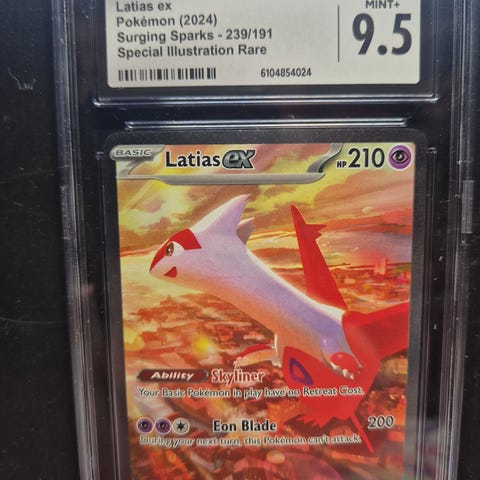 Latias ex
Pokémon (2024)
Surging Sparks - 239/191
Special Illustration Rare
MINT+
9.5
6104854024
BASIC
Latias ex
HP 210
Ability Skyliner
Your Basic Pokémon in play have no Retreat Cost.
Eon Blade 200
During your next turn, this Pokémon can't attack.